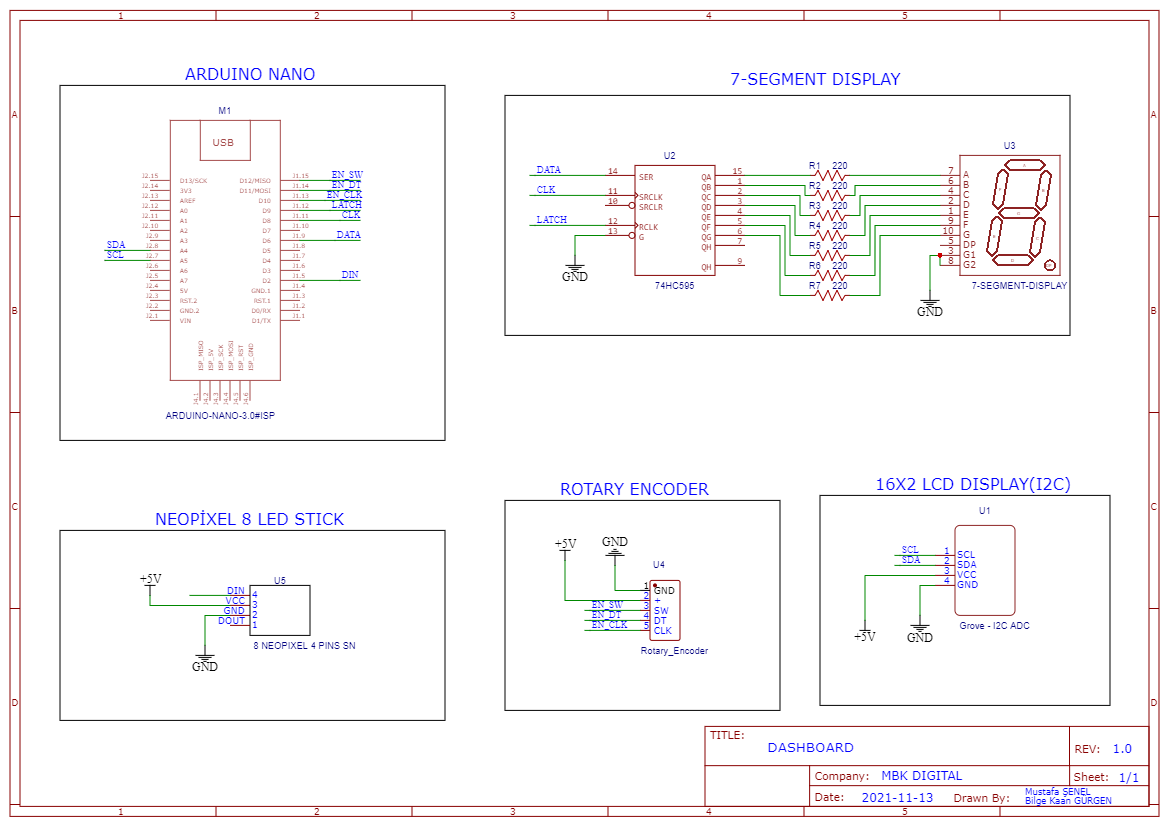 1 2 3 4 5
A
B
C
D
A
B
C
D
ARDUINO NANO
M1
USB
J2.15 D13/SCK D12/MISO J1.15 EN_SW
J2.14 3V3 D11/MOSI J1.14 EN_DT
J2.13 AREF D10 J1.13 EN_CLK
J2.12 A0 D9 J1.12 LATCH
J2.11 A1 D8 J1.11 CLK
J2.10 A2 D7 J1.10
J2.9 A3 D6 J1.9 DATA
SDA J2.8 A4 D5 J1.8
SCL J2.7 A5 D4 J1.7
J2.6 A6 D3 J1.6
J2.5 A7 D2 J1.5 DIN
J2.4 5V GND.1 J1.4
J2.3 RST.2 RST.1 J1.3
J2.2 GND.2 D0/RX J1.2
J2.1 VIN D1/TX J1.1
ISP_MISO ISP_5V ISP_SCK ISP_MOSI ISP_RST ISP_GND
J4.1 J4.2 J4.3 J4.4 J4.5 J4.6
ARDUINO-NANO-3.0#ISP
7-SEGMENT DISPLAY
U2
DATA 14 SER QA 15
QB 1
CLK 11 SRCLK QC 2
10 SRCLR QD 3
QE 4
LATCH 12 RCLK QF 5
13 G QG 6
QH 7
QH 9
GND
74HC595
R1 220
R2 220
R3 220
R4 220
R5 220
R6 220
R7 220
U3
7 A
6 B
4 C
2 D
1 E
9 F
10 G
5 DP
3 G1
8 G2
GND
7-SEGMENT-DISPLAY
NEOPİXEL 8 LED STICK
+5V
U5
DIN 4
VCC 3
GND 2
DOUT 1
GND
8 NEOPIXEL 4 PINS SN
ROTARY ENCODER
+5V GND
U4
1 GND
2 +
EN_SW 3 SW
EN_DT 4 DT
EN_CLK 5 CLK
Rotary_Encoder
16X2 LCD DISPLAY(I2C)
U1
SCL 1 SCL
SDA 2 SDA
3 VCC
4 GND
+5V GND
Grove - I2C ADC
TITLE:
DASHBOARD
REV: 1.0
Company: MBK DIGITAL
Sheet: 1/1
Date: 2021-11-13
Drawn By: Mustafa ŞENEL
Bilge Kaan GÜRGEN
1 2 3 4 5